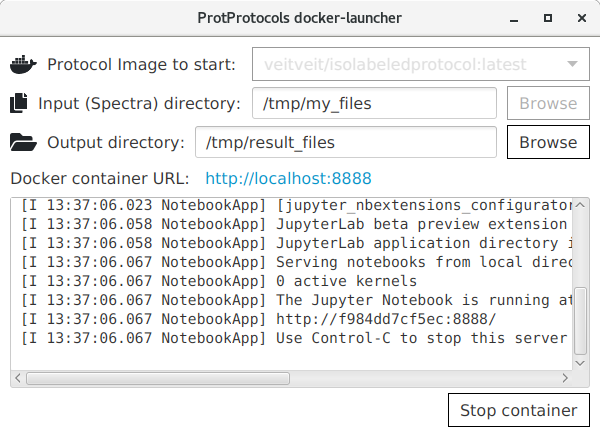 ProtProtocols docker-launcher
Protocol Image to start: veitveit/isolabeledprotocol:latest
Input (Spectra) directory: /tmp/my_files Browse
Output directory: /tmp/result_files Browse
Docker container URL: http://localhost:8888
[I 13:37:06.023 NotebookApp] [jupyter_nbextensions_configurator
[I 13:37:06.058 NotebookApp] JupyterLab beta preview extension
[I 13:37:06.058 NotebookApp] JupyterLab application directory i
[I 13:37:06.067 NotebookApp] Serving notebooks from local direc
[I 13:37:06.067 NotebookApp] 0 active kernels
[I 13:37:06.067 NotebookApp] The Jupyter Notebook is running at
[I 13:37:06.067 NotebookApp] http://f984dd7cf5ec:8888/
[I 13:37:06.067 NotebookApp] Use Control-C to stop this server
Stop container